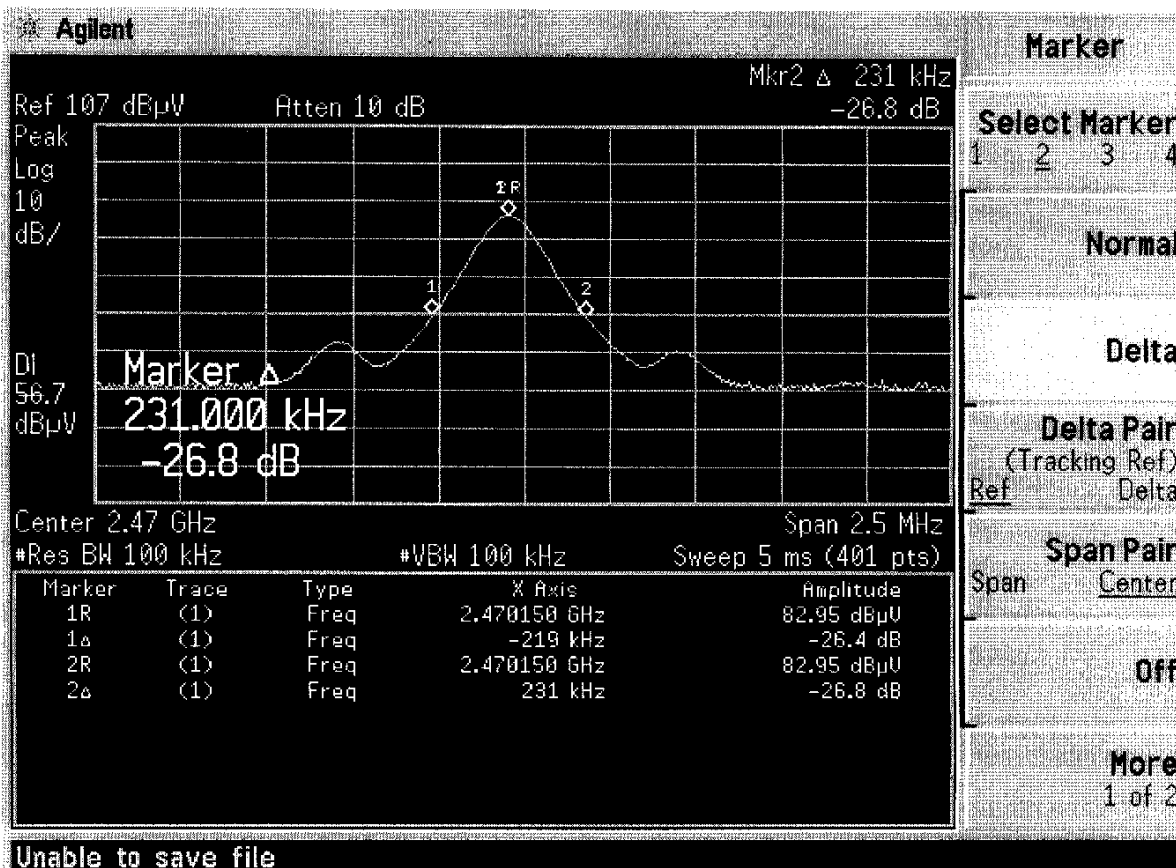 Agilent
Mkr2 Δ 231 kHz
Ref 107 dBµV Atten 10 dB -26.8 dB
Peak
Log
10
dB/
1R
1
2
D1
56.7
dBµV
Marker Δ
231.000 kHz
-26.8 dB
Center 2.47 GHz Span 2.5 MHz
#Res BW 100 kHz #VBW 100 kHz Sweep 5 ms (401 pts)
Marker Trace Type X Axis Amplitude
1R (1) Freq 2.470150 GHz 82.95 dBµV
1Δ (1) Freq -219 kHz -26.4 dB
2R (1) Freq 2.470150 GHz 82.95 dBµV
2Δ (1) Freq 231 kHz -26.8 dB
Unable to save file
Marker
Select Marker
1 2 3 4
Normal
Delta
Delta Pair
(Tracking Ref)
Ref Delta
Span Pair
Span Center
Off
More
1 of 2